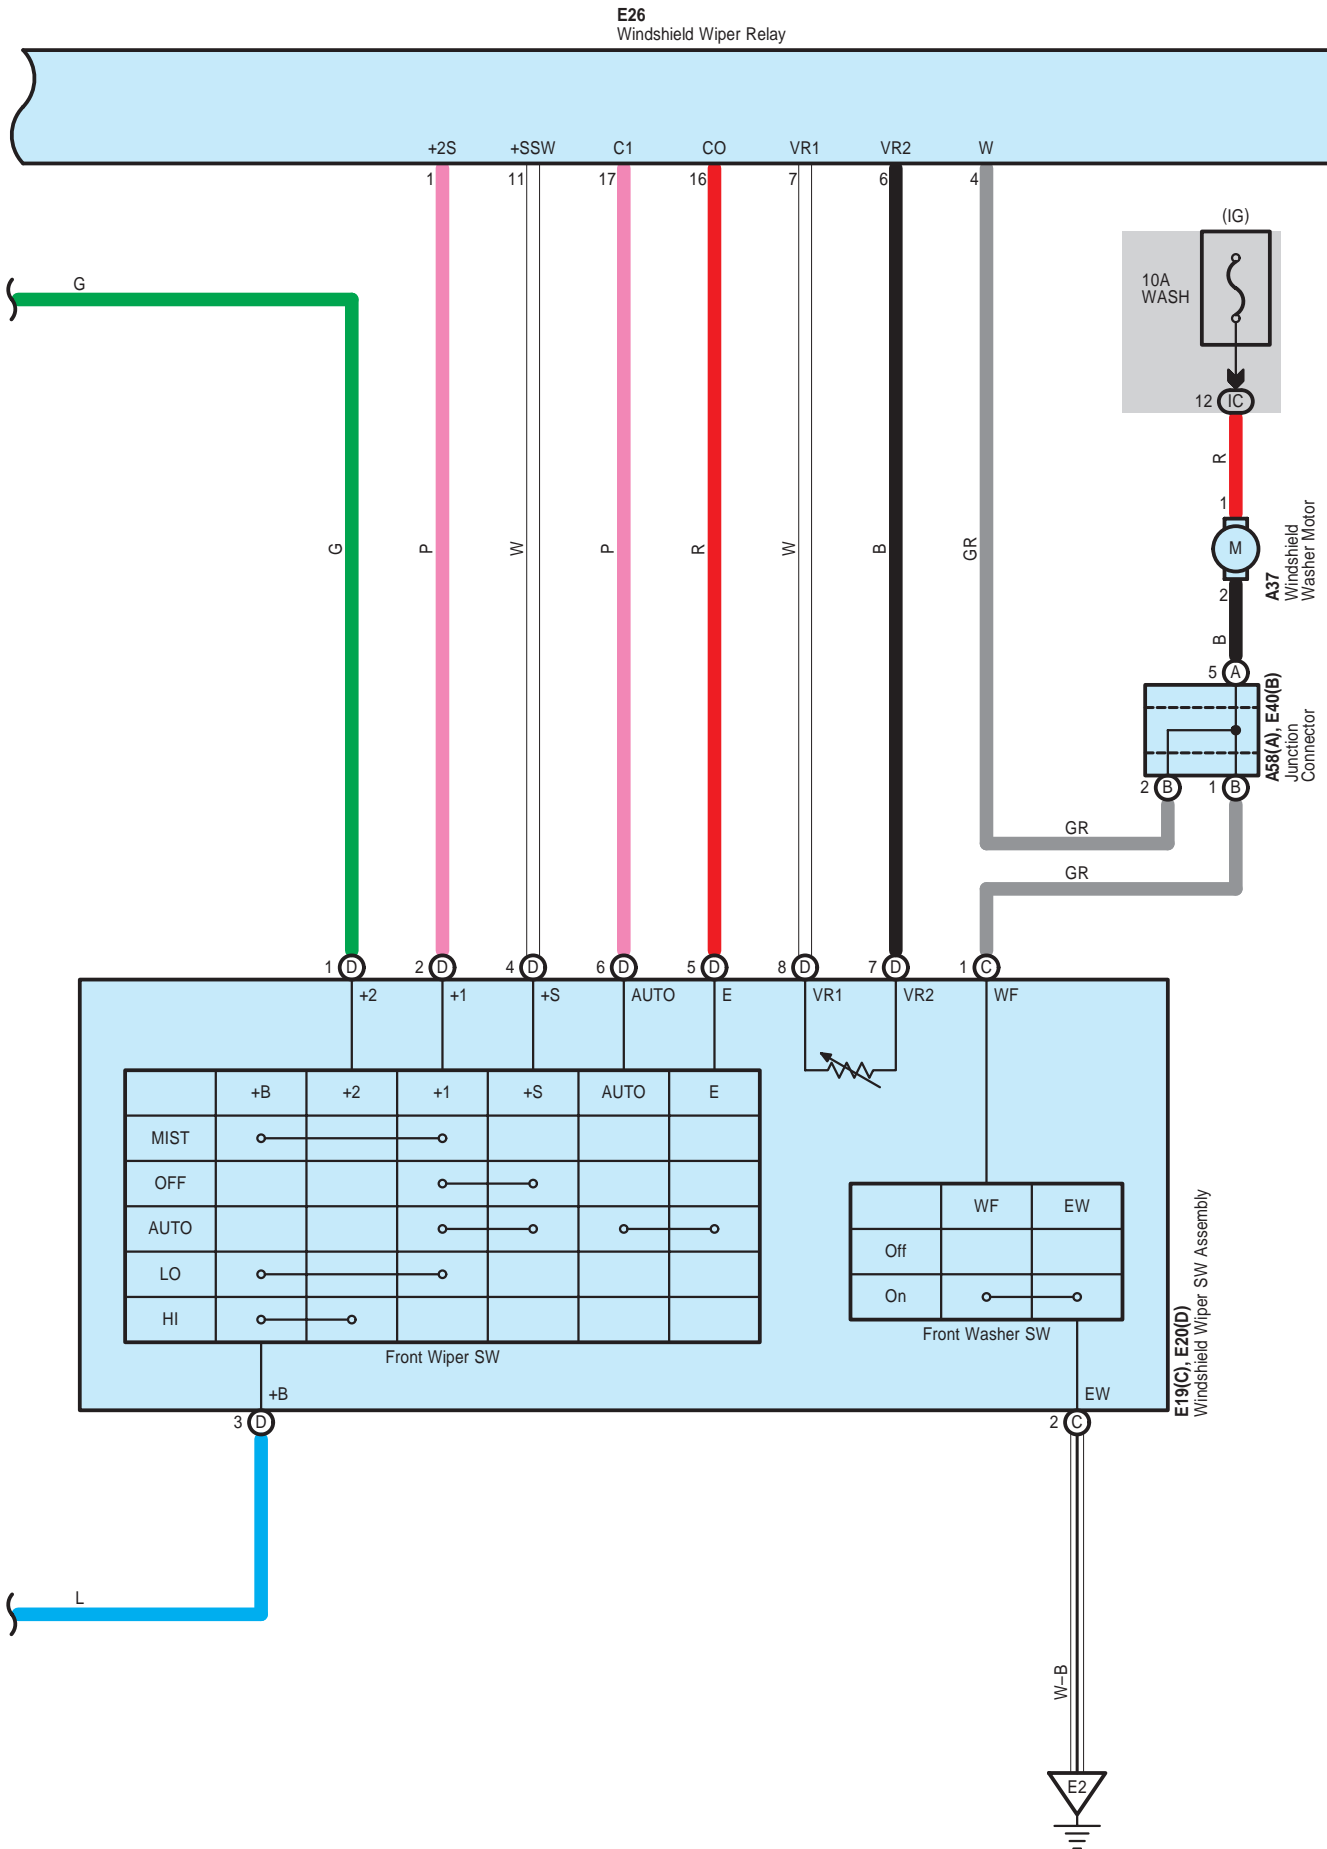 E26
Windshield Wiper Relay
+2S +SSW C1 CO VR1 VR2 W
1 11 17 16 7 6 4
(IG)
10A
WASH
12 IC
G
R
1
M
A37
Windshield
Washer Motor
2
B
G P W P R W B GR
5 A
A58(A), E40(B)
Junction
Connector
2 B 1 B
GR
GR
1 D 2 D 4 D 6 D 5 D 8 D 7 D 1 C
+2 +1 +S AUTO E VR1 VR2 WF
+B +2 +1 +S AUTO E
MIST
OFF
AUTO
LO
HI
Front Wiper SW
WF EW
Off
On
Front Washer SW
E19(C), E20(D)
Windshield Wiper SW Assembly
+B EW
3 D 2 C
L
W–B
E2